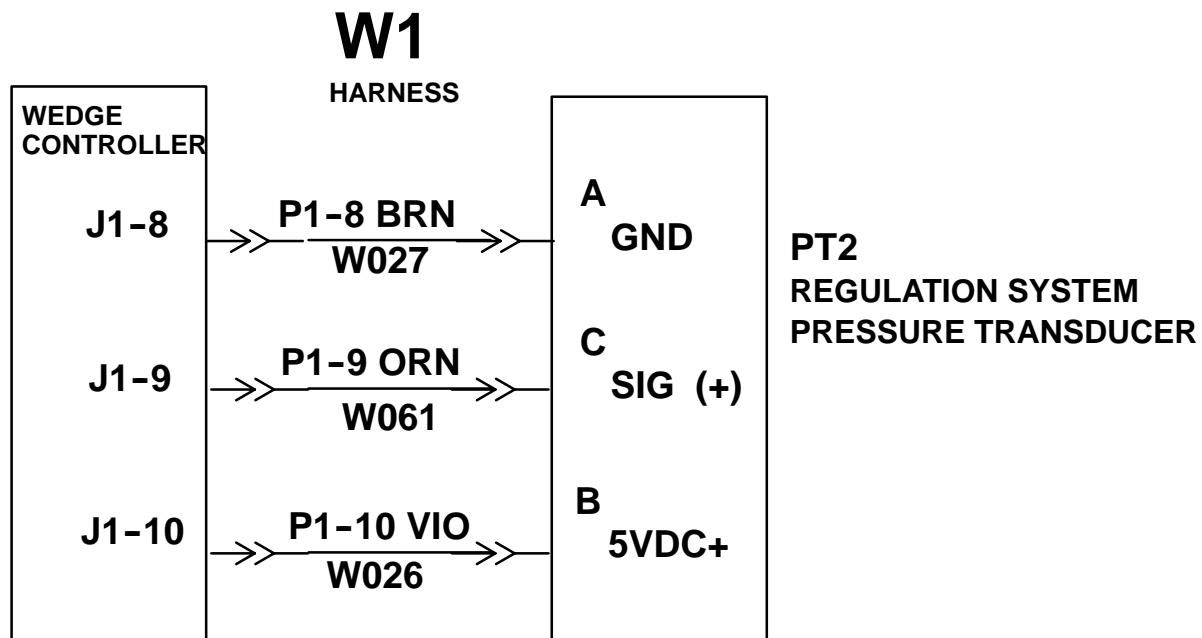 W1
HARNESS
WEDGE
CONTROLLER
J1-8
P1-8 BRN
W027
A
GND
J1-9
P1-9 ORN
W061
C
SIG (+)
J1-10
P1-10 VIO
W026
B
5VDC+
PT2
REGULATION SYSTEM
PRESSURE TRANSDUCER